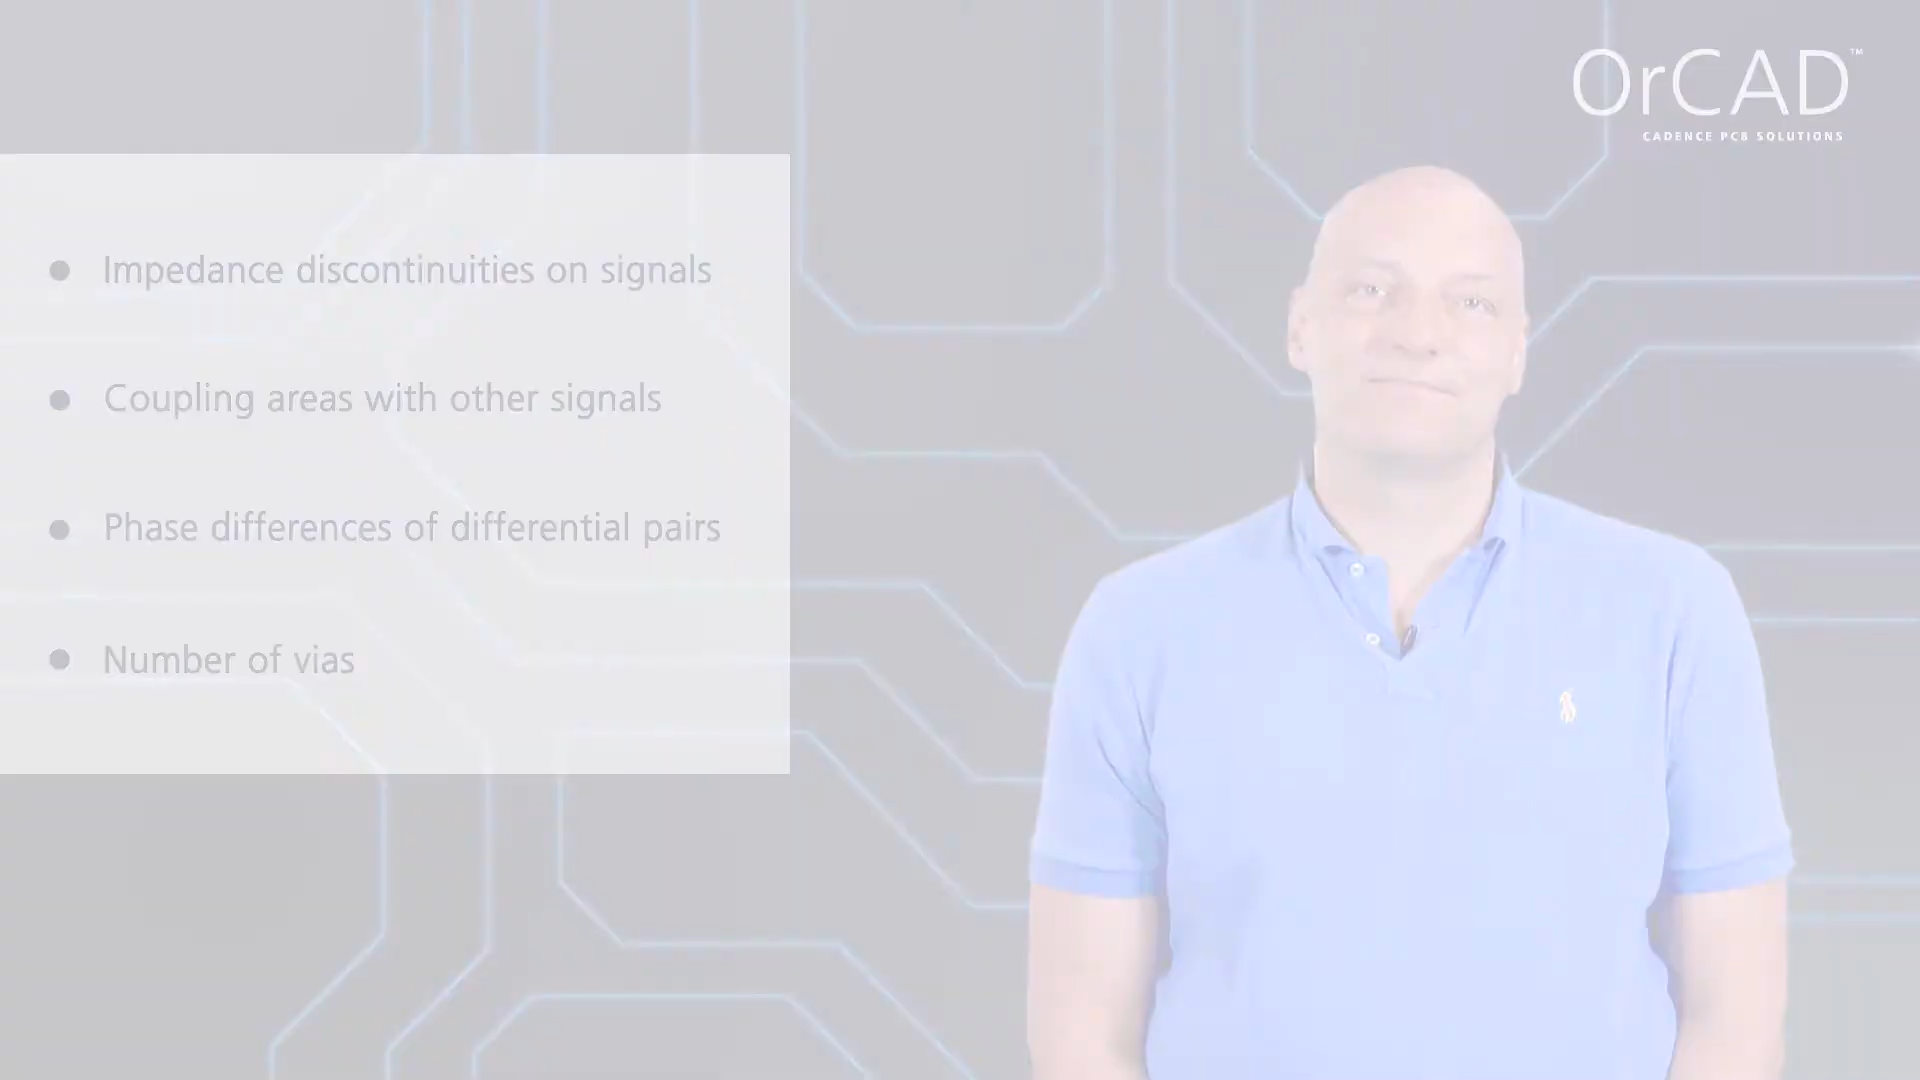 OrCAD™
CADENCE PCB SOLUTIONS
Impedance discontinuities on signals
Coupling areas with other signals
Phase differences of differential pairs
Number of vias